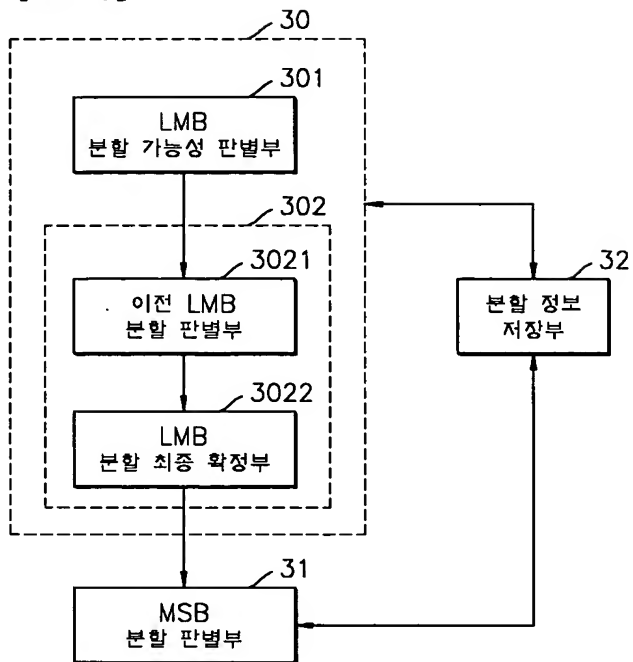 30
301
LMB
분할 가능성 판별부
302
3021
이전 LMB
분할 판별부
32
분할 정보
저장부
3022
LMB
분할 최종 확정부
31
MSB
분할 판별부